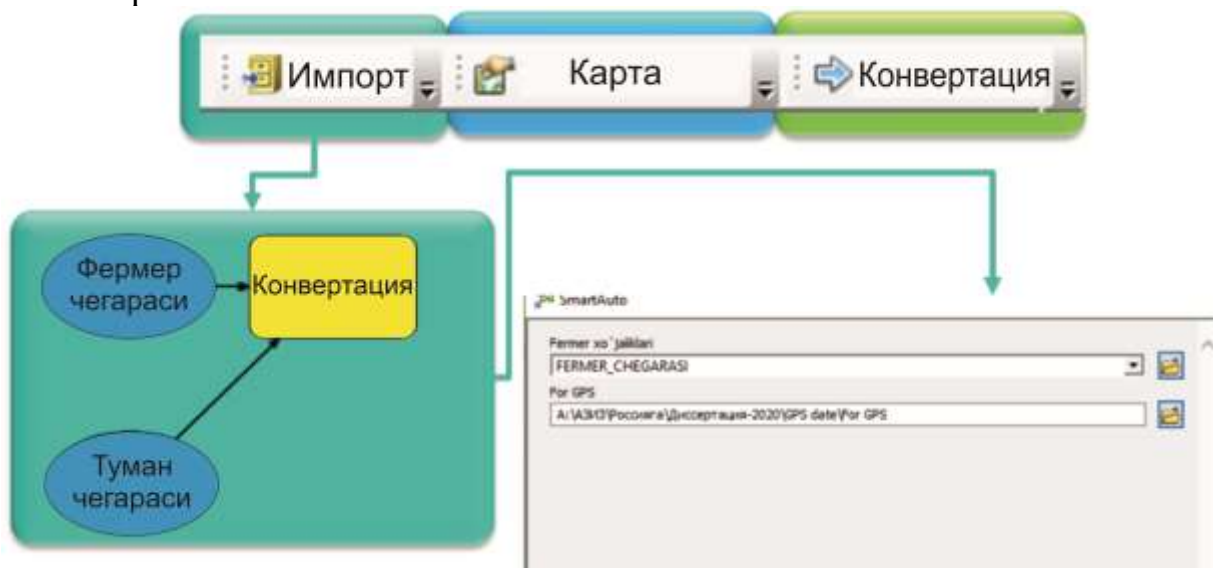 Импорт Карта Конвертация
Фермер
чегараси
Конвертация
Туман
чегараси
SmartAuto
Fermer xo`jaliklari
FERMER_CHEGARASI
For GPS
A:\АЗИЗ\Россияга\Диссертация-2020\GPS date\For GPS